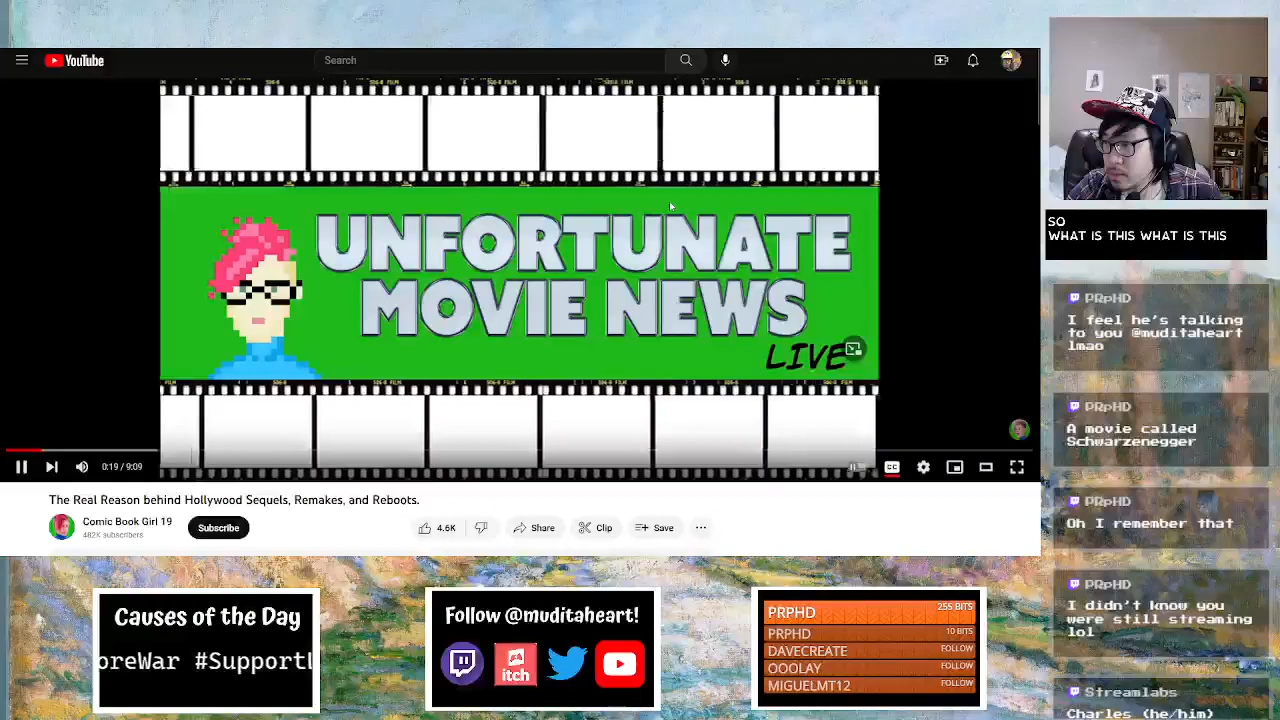 YouTube
Search
UNFORTUNATE
MOVIE NEWS
LIVE
0:19 / 9:09
CC
The Real Reason behind Hollywood Sequels, Remakes, and Reboots.
Comic Book Girl 19
482K subscribers
Subscribe
4.6K
Share
Clip
Save
SO
WHAT IS THIS WHAT IS THIS
PRpHD
I feel he's talking
to you @muditaheart
lmao
PRpHD
A movie called
Schwarzenegger
PRpHD
Oh I remember that
PRpHD
I didn't know you
were still streaming
lol
Streamlabs
Charles (he/him)
Causes of the Day
oreWar #SupportL
Follow @muditaheart!
itch
PRPHD 255 BITS
PRPHD 10 BITS
DAVECREATE FOLLOW
OOOLAY FOLLOW
MIGUELMT12 FOLLOW